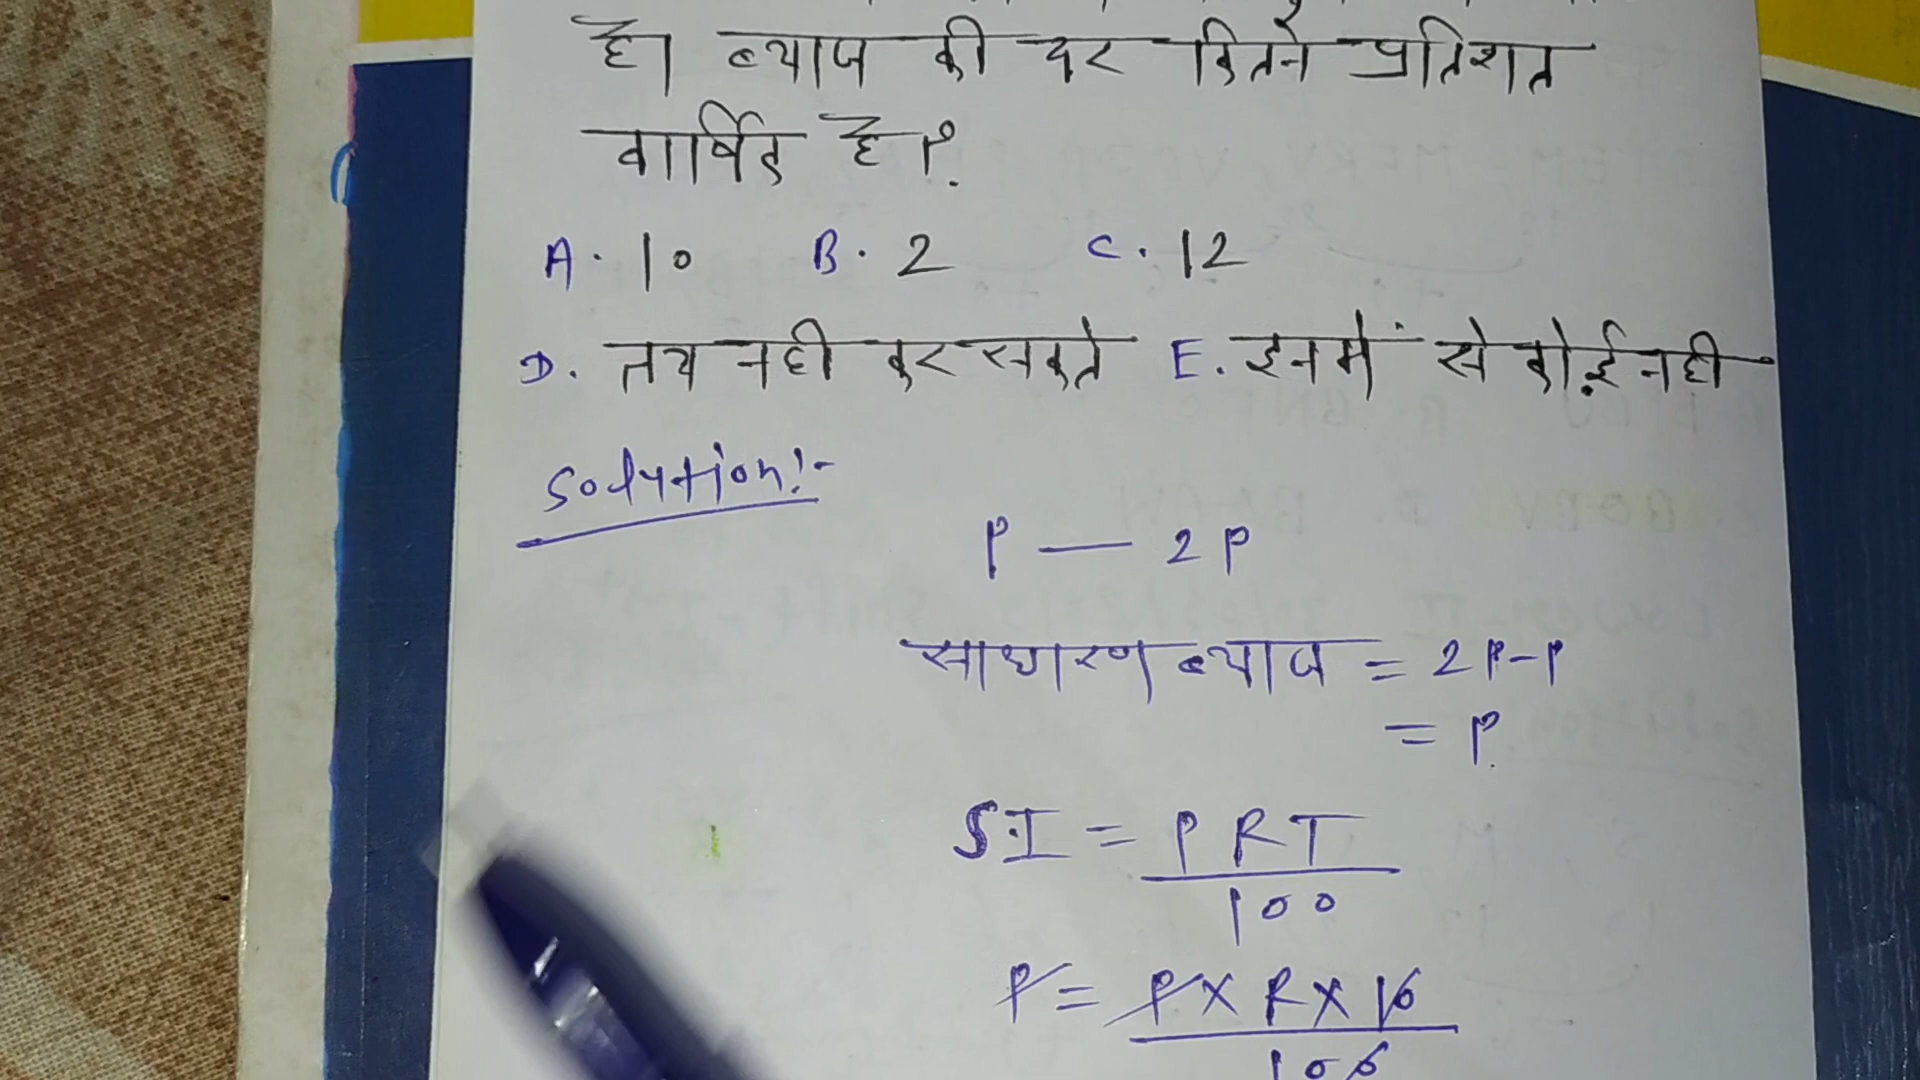 है। ब्याज की दर कितने प्रतिशत
वार्षिक है?
A. 10 B. 2 C. 12
D. तय नही कर सकते E. इनमें से कोई नही
Solution:-
P — 2P
साधारण ब्याज = 2P-P
= P.
S.I = PRT
100
P = P×R×10
100